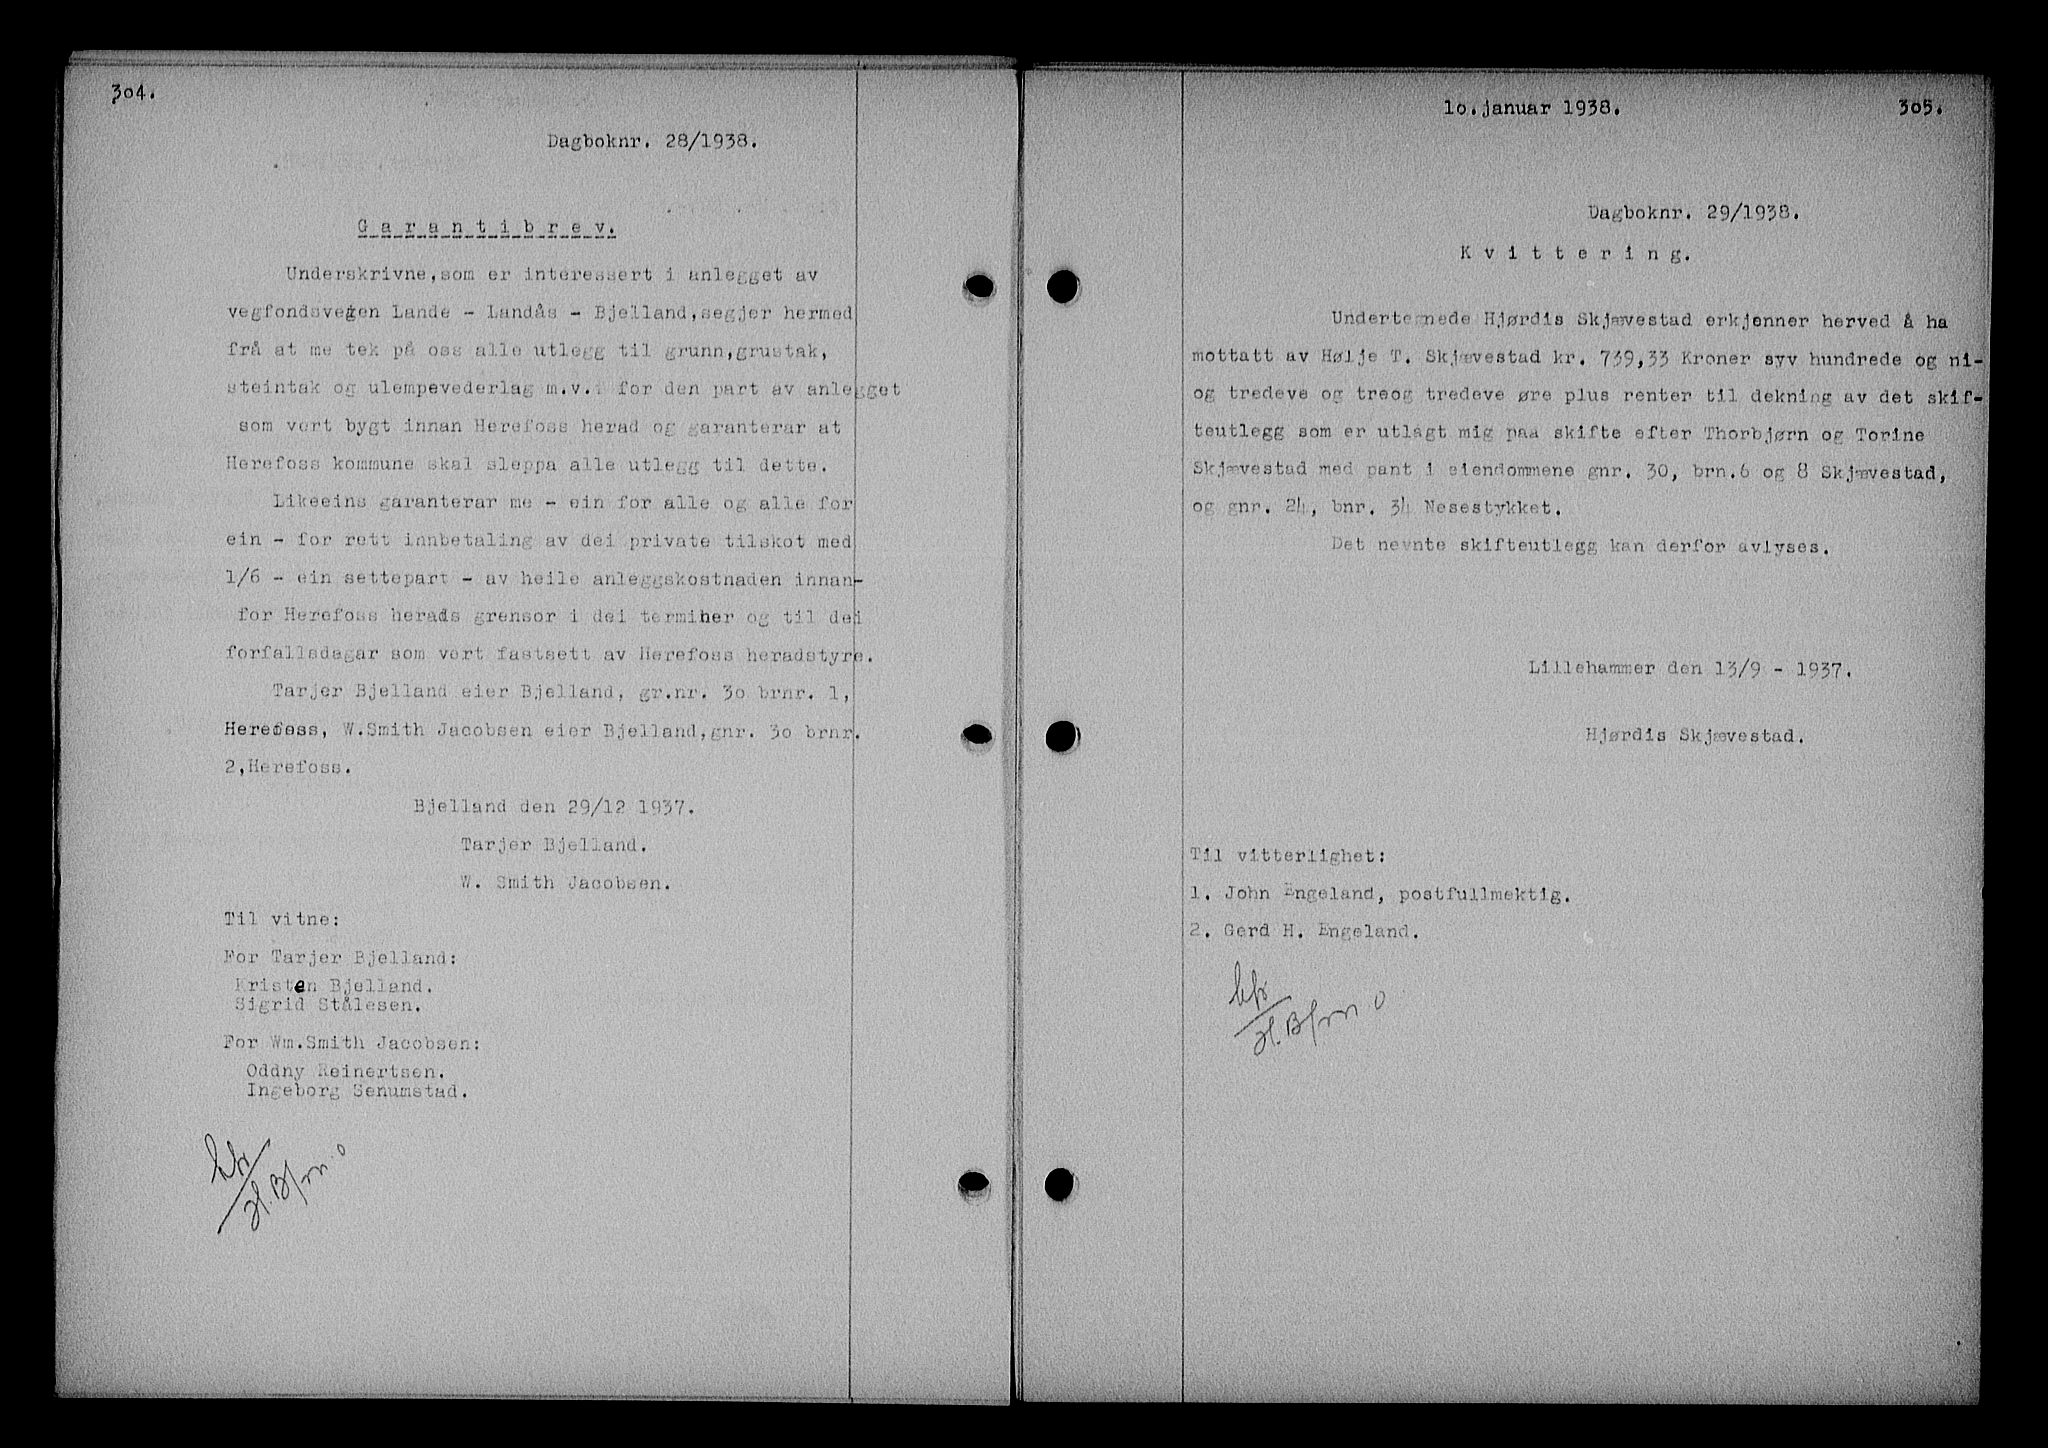 304.
Dagboknr. 28/1938.
Garantibrev.
Underskrivne,som er interessert i anlegget av
vegfondsvegen Lande - Landås - Bjelland,segjer hermed
frå at me tek på oss alle utlegg til grunn,grustak,
steintak og ulempevederlag m.v. for den part av anlegget
som vert bygt innan Herefoss herad og garanterar at
Herefoss kommune skal sleppa alle utlegg til dette.
Likeeins garanterar me - ein for alle og alle for
ein - for rett innbetaling av dei private tilskot med
1/6 - ein settepart - av heile anleggskostnaden innan-
for Herefoss herads grensor i dei terminer og til dei
forfallsdagar som vert fastsett av Herefoss heradstyre.
Tarjer Bjelland eier Bjelland, gr.nr. 3o brnr. 1,
Herefoss, W.Smith Jacobsen eier Bjelland,gnr. 3o brnr.
2,Herefoss.
Bjelland den 29/12 1937.
Tarjer Bjelland.
W. Smith Jacobsen.
Til vitne:
For Tarjer Bjelland:
Kristen Bjelland.
Sigrid Stålesen.
For Wm.Smith Jacobsen:
Oddny Reinertsen.
Ingeborg Senumstad.
10.januar 1938. 305.
Dagboknr. 29/1938.
Kvittering.
Undertegnede Hjørdis Skjævestad erkjenner herved å ha
mottatt av Hølje T. Skjævestad kr. 739,33 Kroner syv hundrede og ni-
og tredeve og treog tredeve øre plus renter til dekning av det skif-
teutlegg som er utlagt mig paa skifte efter Thorbjørn og Torine
Skjævestad med pant i eiendommene gnr. 30, brn.6 og 8 Skjævestad,
og gnr. 24, bnr. 34 Nesestykket.
Det nevnte skifteutlegg kan derfor avlyses.
Lillehammer den 13/9 - 1937.
Hjørdis Skjævestad.
Til vitterlighet:
1. John Engeland, postfullmektig.
2. Gerd H. Engeland.